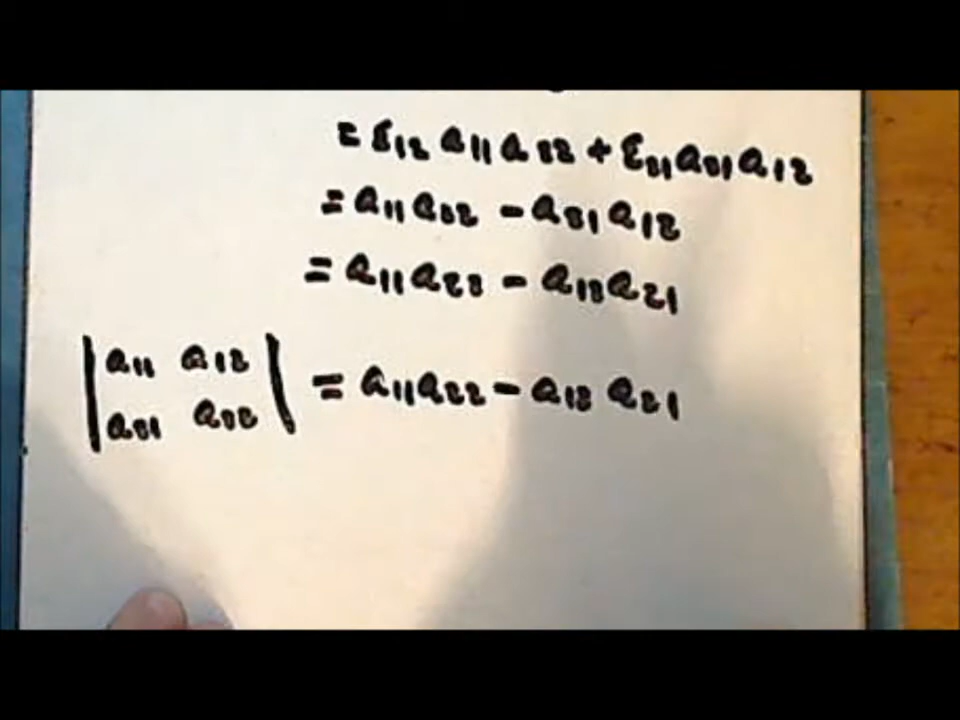 = ε₁₂ a₁₁ a₂₂ + ε₂₁ a₂₁ a₁₂
= a₁₁ a₂₂ - a₂₁ a₁₂
= a₁₁ a₂₂ - a₁₂ a₂₁
| a₁₁ a₁₂ | = a₁₁ a₂₂ - a₁₂ a₂₁
| a₂₁ a₂₂ |